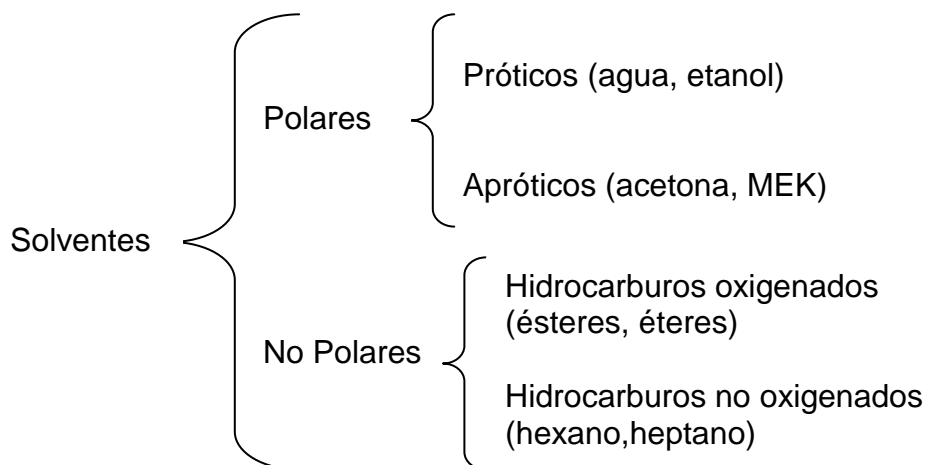 Solventes
Polares
Próticos (agua, etanol)
Apróticos (acetona, MEK)
No Polares
Hidrocarburos oxigenados
(ésteres, éteres)
Hidrocarburos no oxigenados
(hexano,heptano)